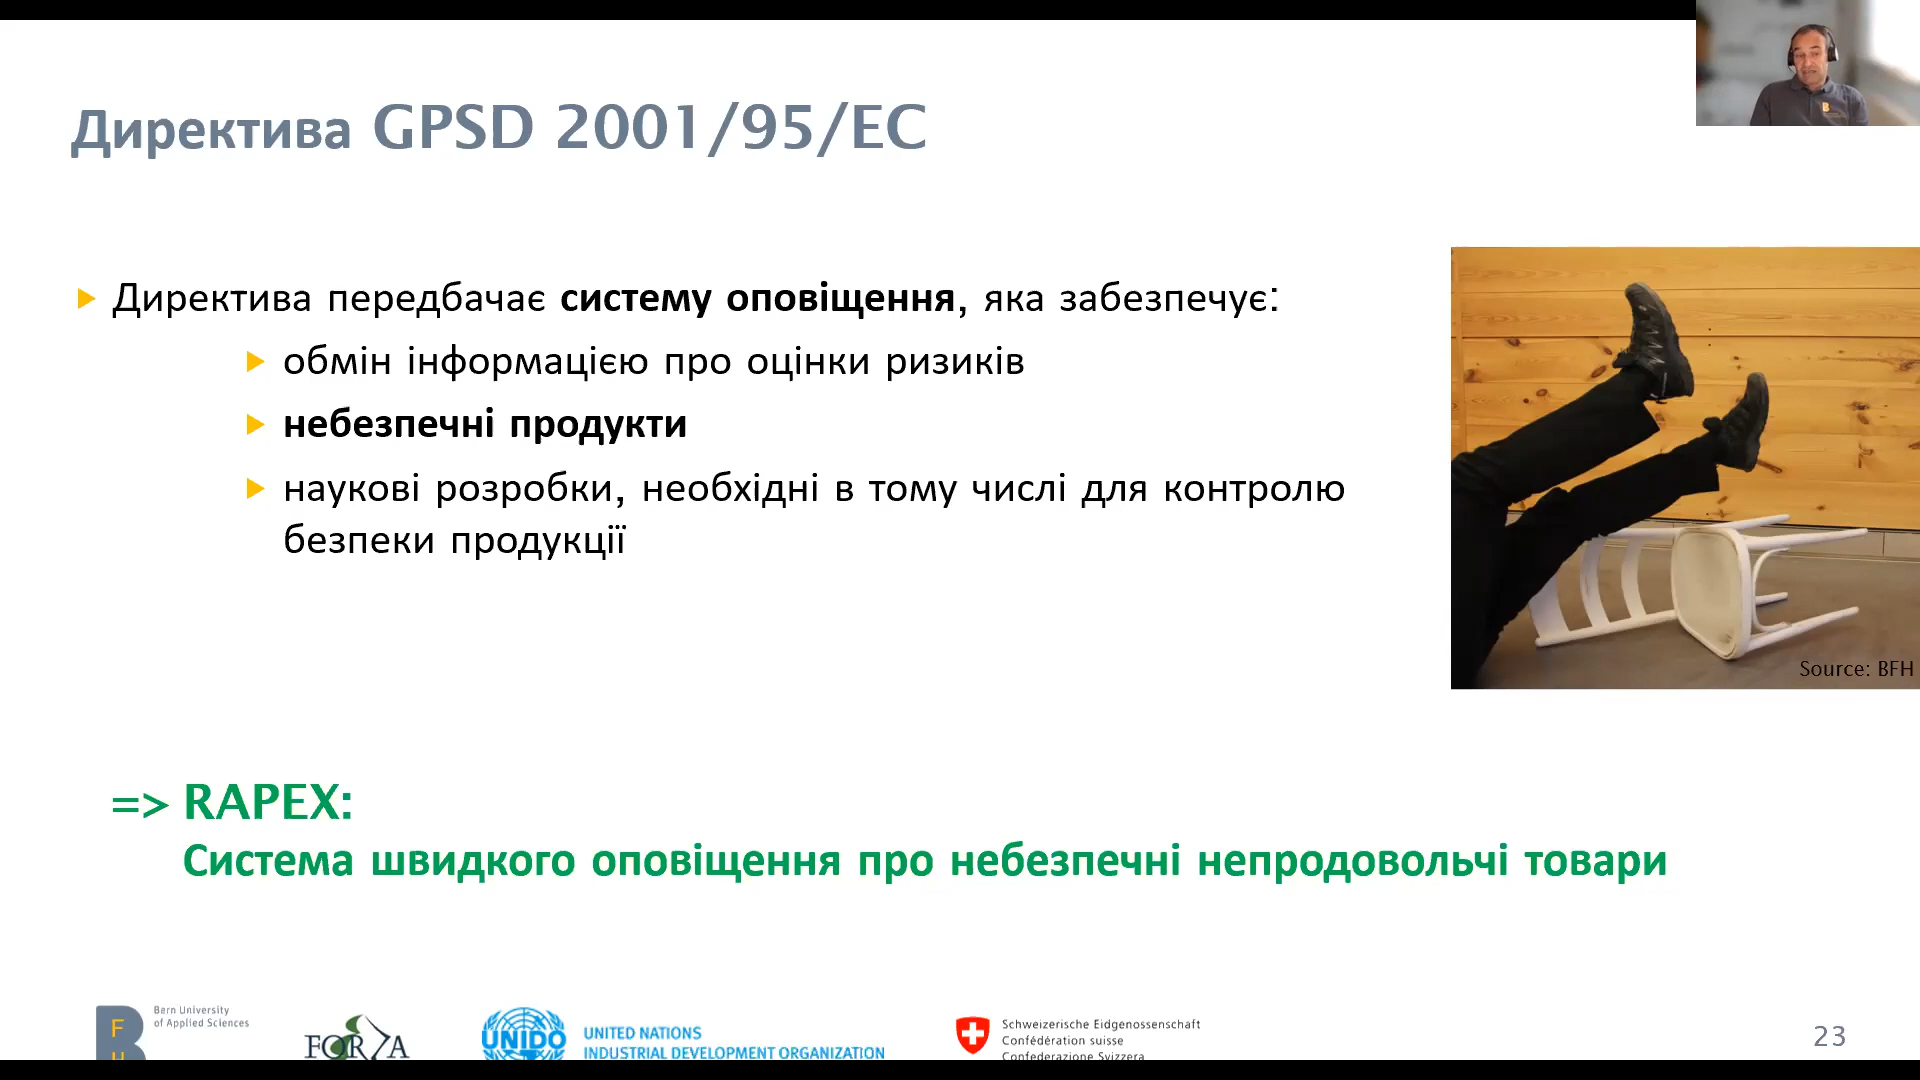 Директива GPSD 2001/95/EC
Директива передбачає систему оповіщення, яка забезпечує:
обмін інформацією про оцінки ризиків
небезпечні продукти
наукові розробки, необхідні в тому числі для контролю
безпеки продукції
Source: BFH
=> RAPEX:
Система швидкого оповіщення про небезпечні непродовольчі товари
Bern University
of Applied Sciences
F
H
B
FORZA
UNIDO
UNITED NATIONS
INDUSTRIAL DEVELOPMENT ORGANIZATION
Schweizerische Eidgenossenschaft
Confédération suisse
Confederazione Svizzera
23